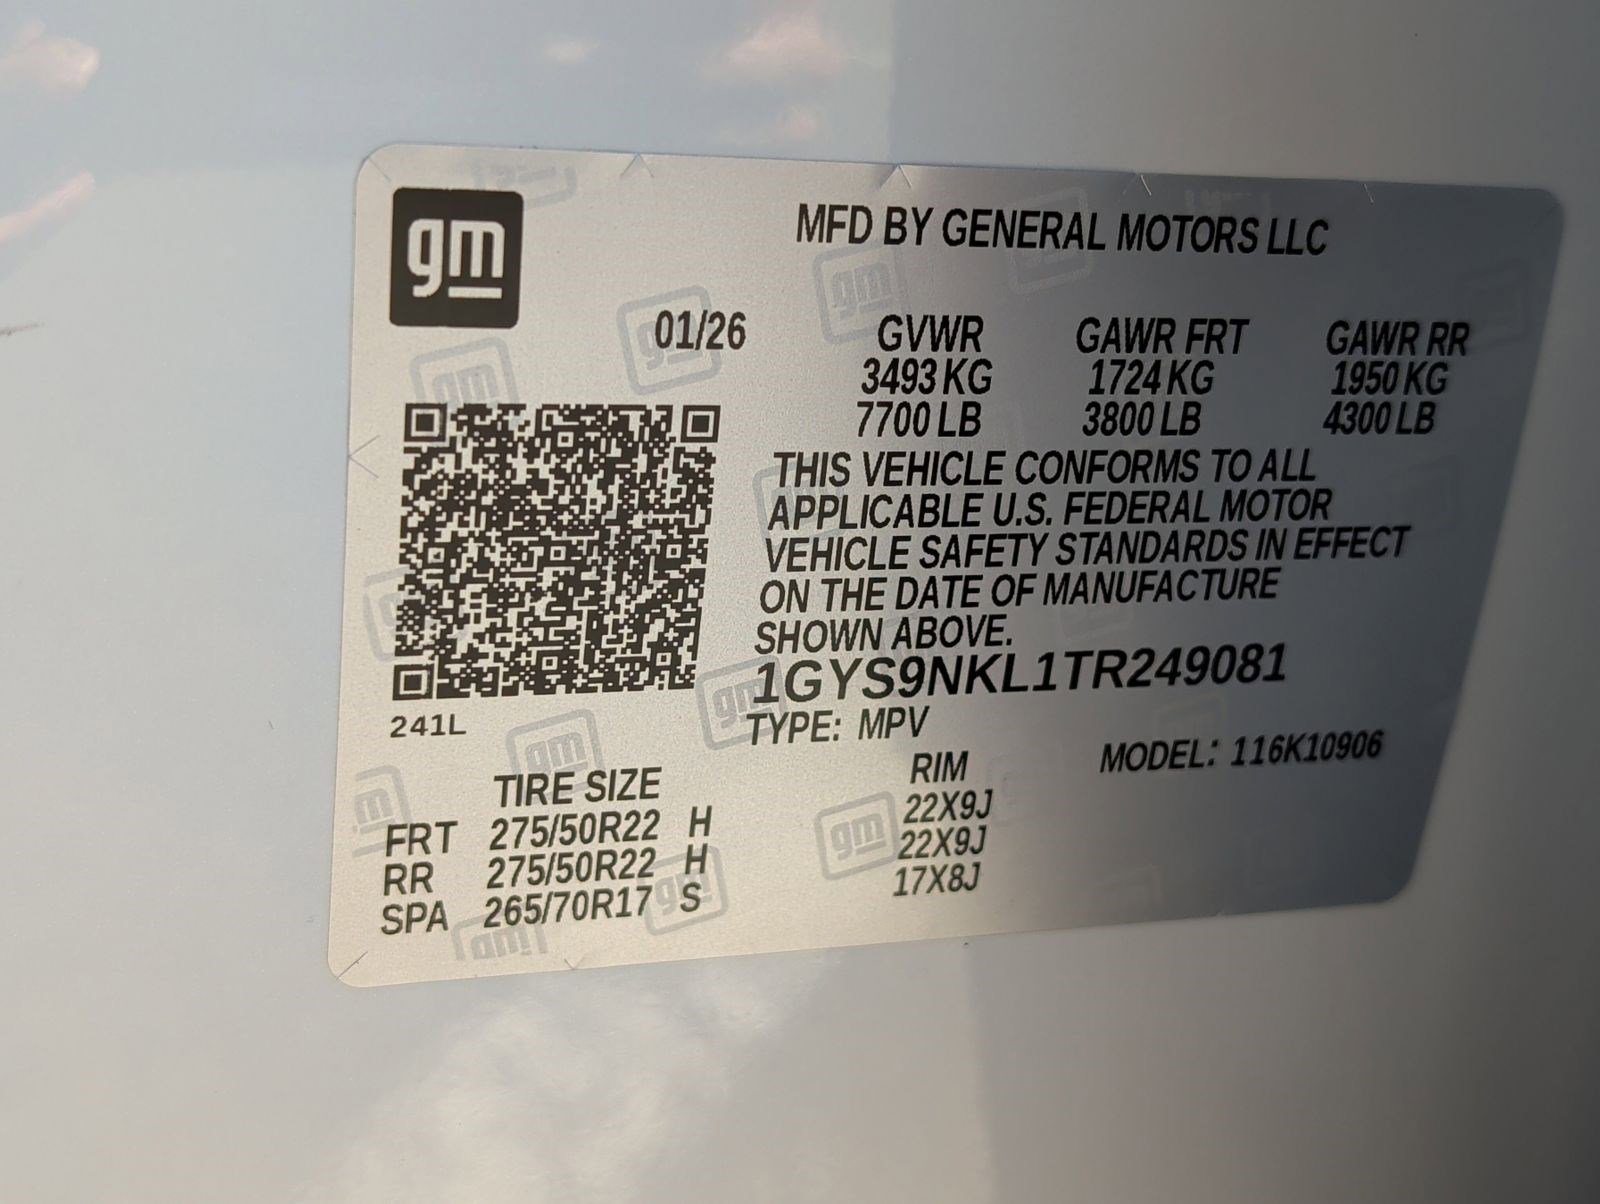 gm
MFD BY GENERAL MOTORS LLC
01/26 GVWR GAWR FRT GAWR RR
3493 KG 1724 KG 1950 KG
7700 LB 3800 LB 4300 LB
THIS VEHICLE CONFORMS TO ALL
APPLICABLE U.S. FEDERAL MOTOR
VEHICLE SAFETY STANDARDS IN EFFECT
ON THE DATE OF MANUFACTURE
SHOWN ABOVE.
1GYS9NKL1TR249081
241L
TYPE: MPV
MODEL: 116K10906
TIRE SIZE RIM
FRT 275/50R22 H 22X9J
RR 275/50R22 H 22X9J
SPA 265/70R17 S 17X8J